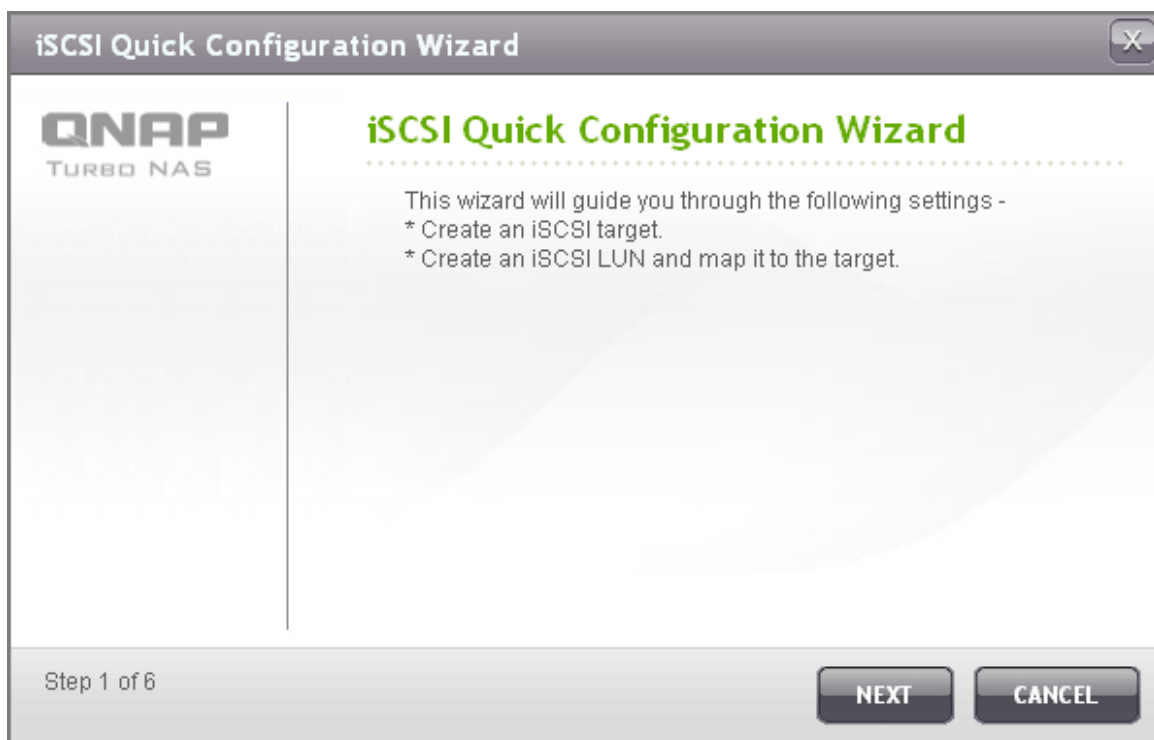 iSCSI Quick Configuration Wizard
X
QNAP
TURBO NAS
iSCSI Quick Configuration Wizard
This wizard will guide you through the following settings -
* Create an iSCSI target.
* Create an iSCSI LUN and map it to the target.
Step 1 of 6
NEXT
CANCEL